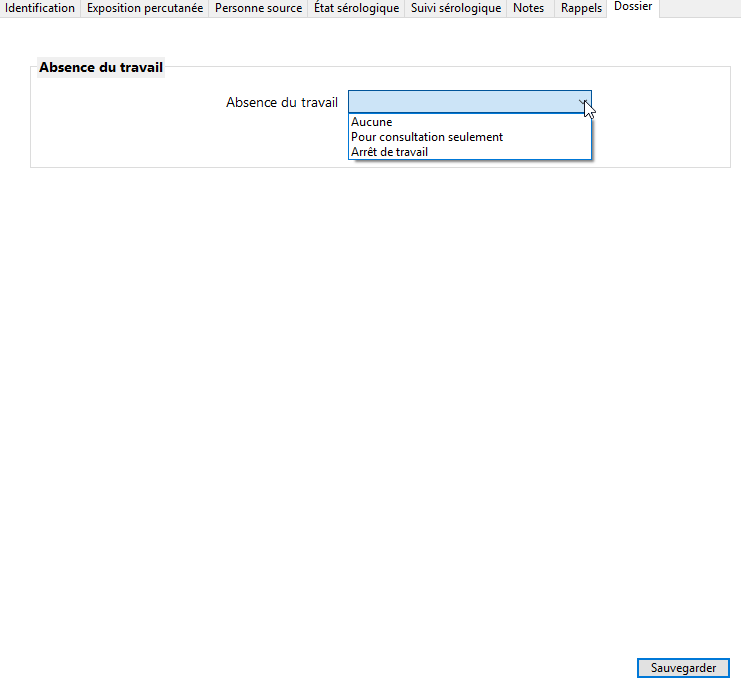 Identification Exposition percutanée Personne source État sérologique Suivi sérologique Notes Rappels Dossier
Absence du travail
Absence du travail
Aucune
Pour consultation seulement
Arrêt de travail
Sauvegarder